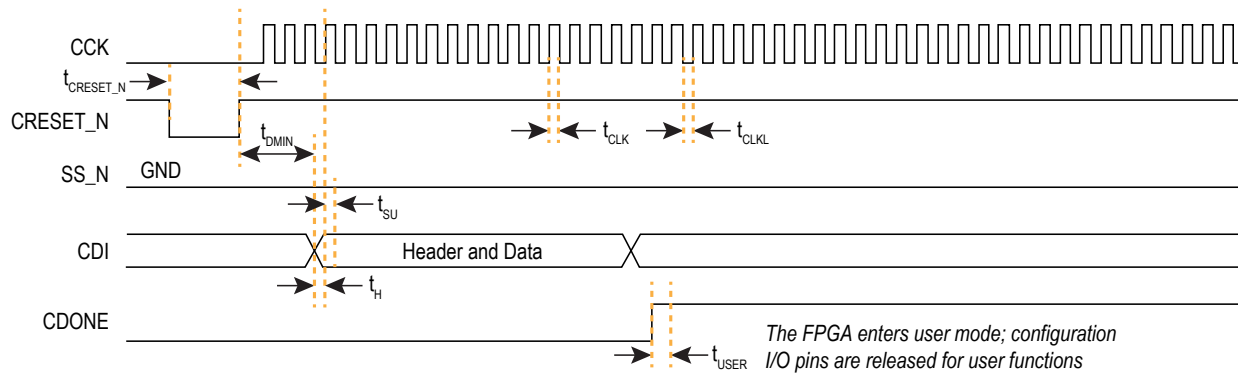 CCK
tCRESET_N
CRESET_N
tDMIN
tCLK
tCLKL
SS_N
GND
tSU
CDI
Header and Data
tH
CDONE
tUSER
The FPGA enters user mode; configuration
I/O pins are released for user functions